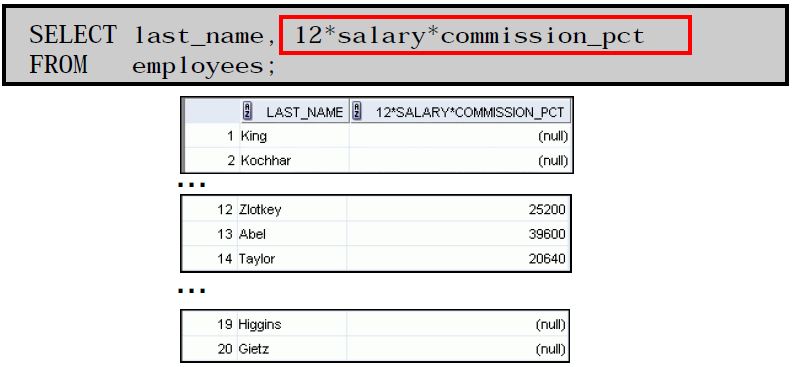 SELECT last_name, 12*salary*commission_pct
FROM employees;
LAST_NAME 12*SALARY*COMMISSION_PCT
1 King (null)
2 Kochhar (null)
...
12 Zlotkey 25200
13 Abel 39600
14 Taylor 20640
...
19 Higgins (null)
20 Gietz (null)